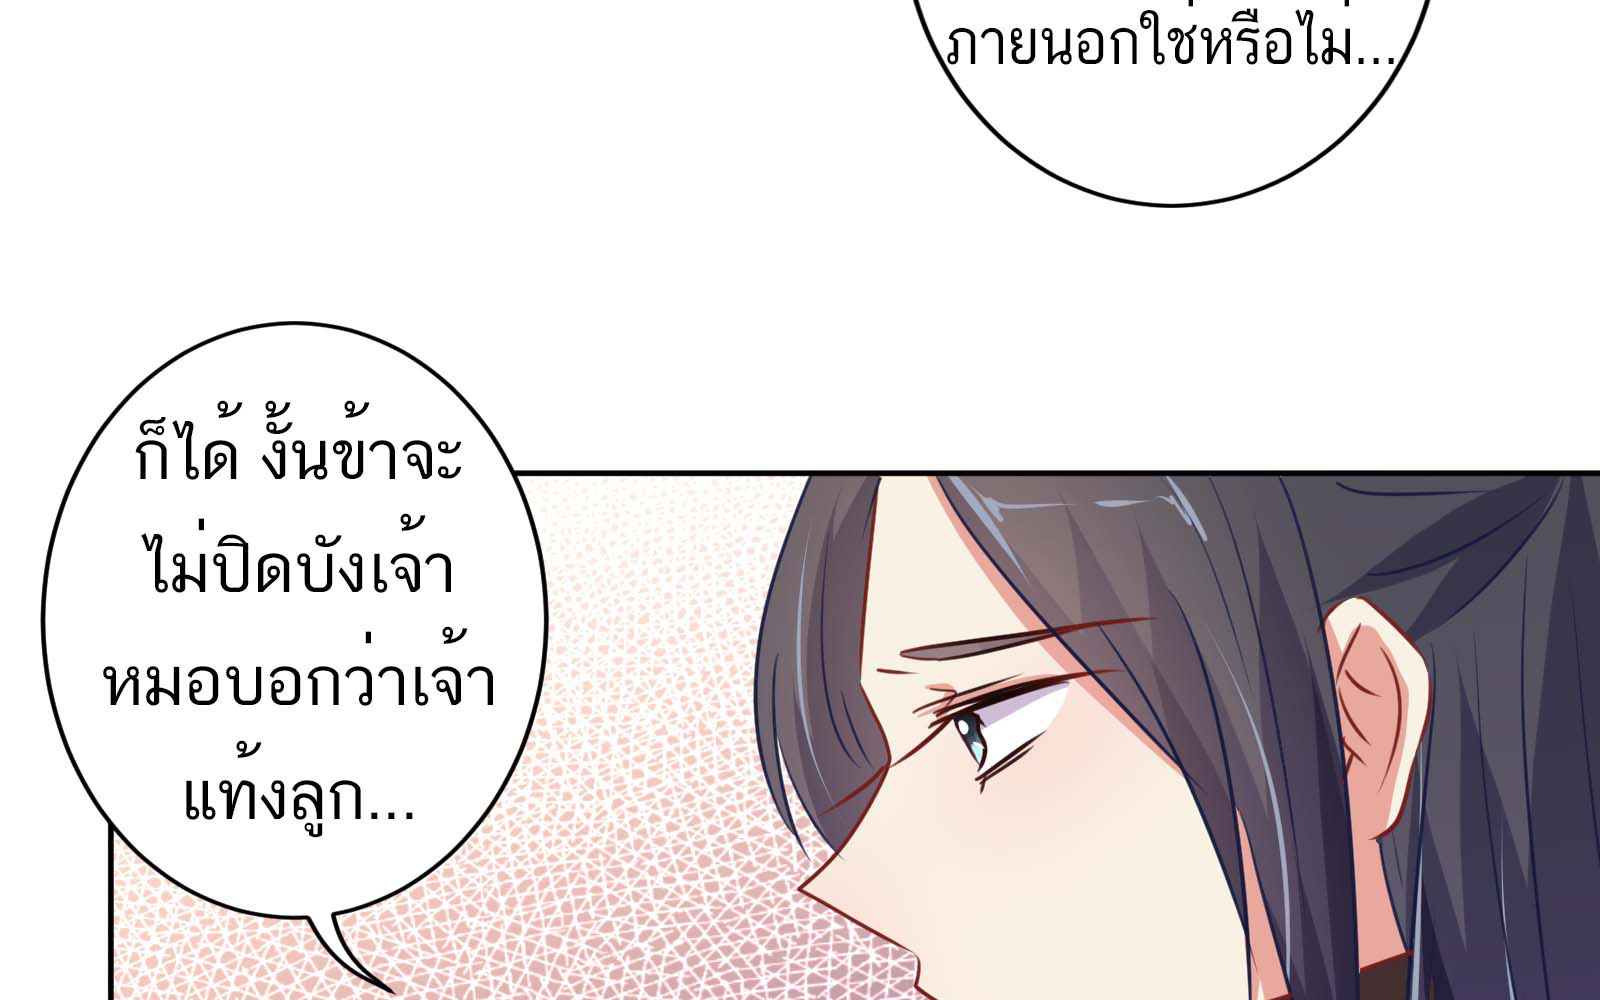 ภายนอกใช่หรือไม่...
ก็ได้ งั้นข้าจะ
ไม่ปิดบังเจ้า
หมอบอกว่าเจ้า
แท้งลูก...